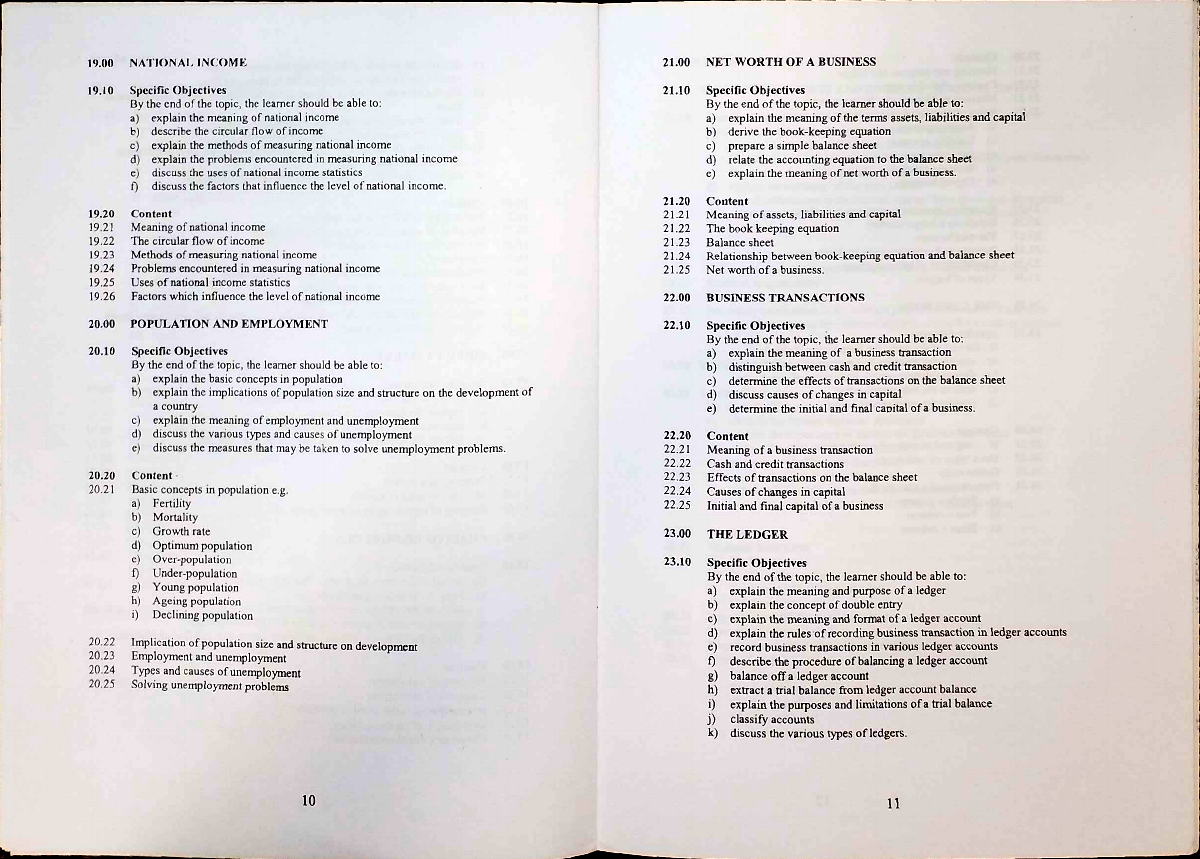 19.00 NATIONAL INCOME
19.10 Specific Objectives
By the end of the topic, the learner should be able to:
a) explain the meaning of national income
b) describe the circular flow of income
c) explain the methods of measuring national income
d) explain the problems encountered in measuring national income
e) discuss the uses of national income statistics
f) discuss the factors that influence the level of national income.
19.20 Content
19.21 Meaning of national income
19.22 The circular flow of income
19.23 Methods of measuring national income
19.24 Problems encountered in measuring national income
19.25 Uses of national income statistics
19.26 Factors which influence the level of national income
20.00 POPULATION AND EMPLOYMENT
20.10 Specific Objectives
By the end of the topic, the learner should be able to:
a) explain the basic concepts in population
b) explain the implications of population size and structure on the development of
a country
c) explain the meaning of employment and unemployment
d) discuss the various types and causes of unemployment
e) discuss the measures that may be taken to solve unemployment problems.
20.20 Content
20.21 Basic concepts in population e.g.
a) Fertility
b) Mortality
c) Growth rate
d) Optimum population
e) Over-population
f) Under-population
g) Young population
h) Ageing population
i) Declining population
20.22 Implication of population size and structure on development
20.23 Employment and unemployment
20.24 Types and causes of unemployment
20.25 Solving unemployment problems
10
21.00 NET WORTH OF A BUSINESS
21.10 Specific Objectives
By the end of the topic, the learner should be able to:
a) explain the meaning of the terms assets, liabilities and capital
b) derive the book-keeping equation
c) prepare a simple balance sheet
d) relate the accounting equation to the balance sheet
e) explain the meaning of net worth of a business.
21.20 Content
21.21 Meaning of assets, liabilities and capital
21.22 The book keeping equation
21.23 Balance sheet
21.24 Relationship between book-keeping equation and balance sheet
21.25 Net worth of a business.
22.00 BUSINESS TRANSACTIONS
22.10 Specific Objectives
By the end of the topic, the learner should be able to:
a) explain the meaning of a business transaction
b) distinguish between cash and credit transaction
c) determine the effects of transactions on the balance sheet
d) discuss causes of changes in capital
e) determine the initial and final capital of a business.
22.20 Content
22.21 Meaning of a business transaction
22.22 Cash and credit transactions
22.23 Effects of transactions on the balance sheet
22.24 Causes of changes in capital
22.25 Initial and final capital of a business
23.00 THE LEDGER
23.10 Specific Objectives
By the end of the topic, the learner should be able to:
a) explain the meaning and purpose of a ledger
b) explain the concept of double entry
c) explain the meaning and format of a ledger account
d) explain the rules of recording business transaction in ledger accounts
e) record business transactions in various ledger accounts
f) describe the procedure of balancing a ledger account
g) balance off a ledger account
h) extract a trial balance from ledger account balance
i) explain the purposes and limitations of a trial balance
j) classify accounts
k) discuss the various types of ledgers.
11